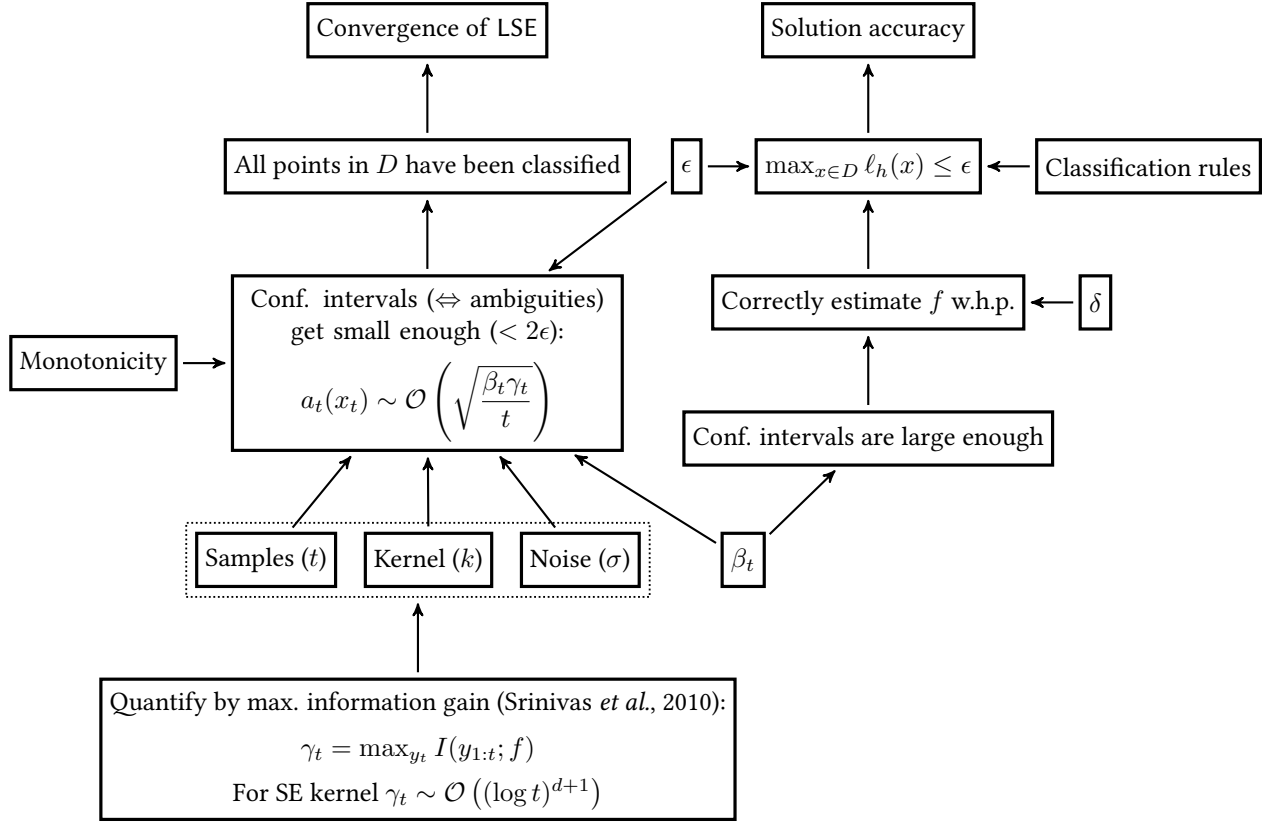 Convergence of LSE
Solution accuracy
All points in D have been classified
ϵ
max_{x∈D} ℓ_h(x) ≤ ϵ
Classification rules
Conf. intervals (⇔ ambiguities)
get small enough (< 2ϵ):
a_t(x_t) ∼ O(√(β_tγ_t/t))
Correctly estimate f w.h.p.
δ
Monotonicity
Conf. intervals are large enough
Samples (t)
Kernel (k)
Noise (σ)
β_t
Quantify by max. information gain (Srinivas et al., 2010):
γ_t = max_{y_t} I(y_{1:t}; f)
For SE kernel γ_t ∼ O((log t)^{d+1})